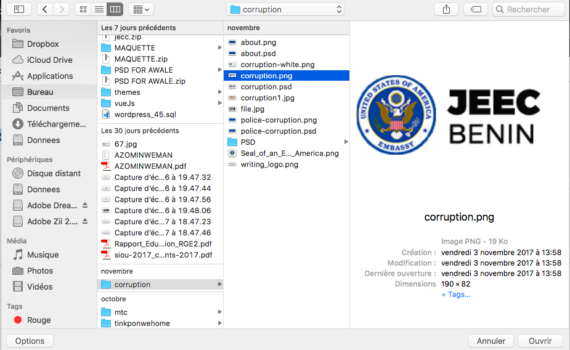 corruption
Rechercher
Favoris
Dropbox
iCloud Drive
Applications
Bureau
Documents
Téléchargeme...
Donnees
Périphériques
Disque distant
Donnees
Adobe Drea...
Adobe Zii 2....
Média
Musique
Photos
Vidéos
Tags
Rouge
Les 7 jours précédents
jecc.zip
MAQUETTE
MAQUETTE.zip
PSD FOR AWALE
PSD FOR AWALE.zip
themes
vueJs
wordpress_45.sql
Les 30 jours précédents
67.jpg
AZOMINWEMAN
AZOMINWEMAN.pdf
Capture d'éc...6 à 19.47.32
Capture d'éc...6 à 19.47.44
Capture d'éc...6 à 19.47.56
Capture d'éc...6 à 19.48.06
Capture d'éc...7 à 18.47.23
Capture d'éc...7 à 18.47.46
Rapport_Edu...ion_RGE2.pdf
siou-2017_c...nts-2017.pdf
novembre
corruption
octobre
mtc
tinkponwehome
novembre
about.png
about.psd
corruption-white.png
corruption.png
corruption.psd
corruption1.jpg
file.jpg
police-corruption.png
police-corruption.psd
PSD
Seal_of_an_E..._America.png
writing_logo.png
UNITED STATES OF AMERICA
EMBASSY
JEEC
BENIN
corruption.png
Image PNG - 19 Ko
Création : vendredi 3 novembre 2017 à 13:58
Modification : vendredi 3 novembre 2017 à 13:58
Dernière ouverture : vendredi 3 novembre 2017 à 13:58
Dimensions 190 × 82
+ Tags...
Options
Annuler
Ouvrir